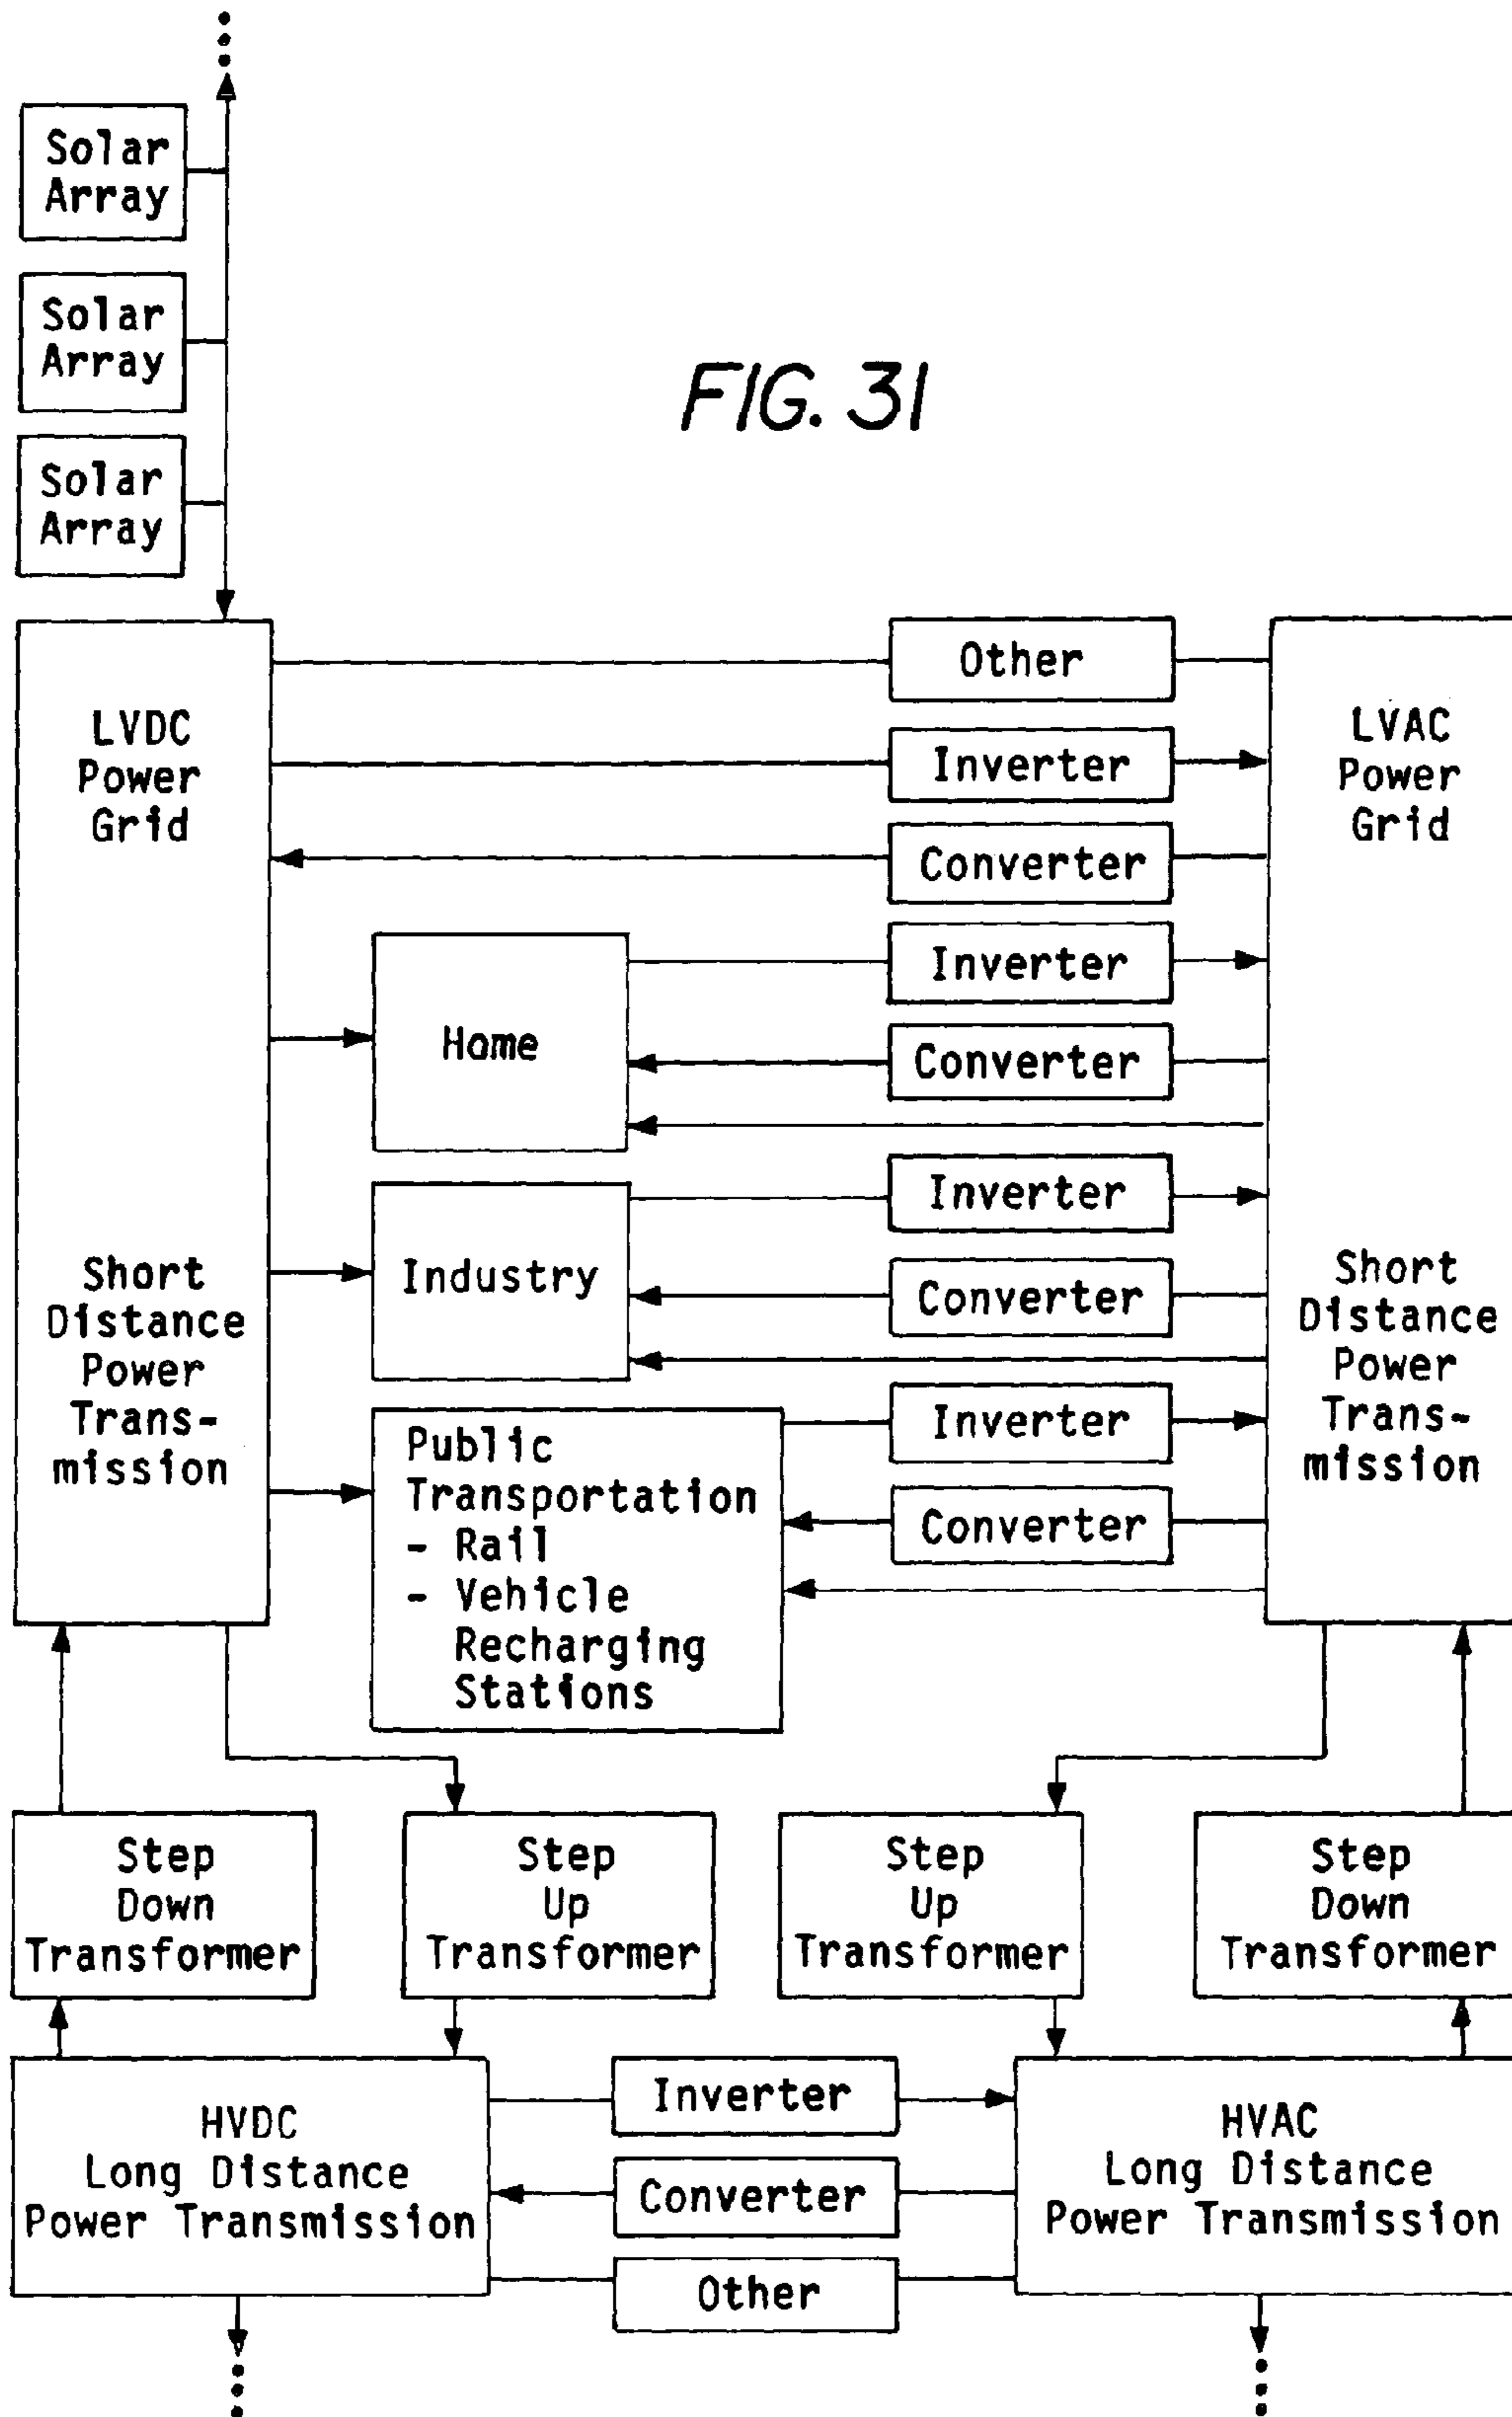 Solar
Array
Solar
Array
FIG. 31
Solar
Array
LVDC
Power
Grid
Short
Distance
Power
Trans-
mission
Other
Inverter
Converter
Inverter
Converter
Inverter
Converter
Inverter
Converter
Home
Industry
Public
Transportation
- Rail
- Vehicle
Recharging
Stations
LVAC
Power
Grid
Short
Distance
Power
Trans-
mission
Step
Down
Transformer
Step
Up
Transformer
Step
Up
Transformer
Step
Down
Transformer
HVDC
Long Distance
Power Transmission
Inverter
Converter
Other
HVAC
Long Distance
Power Transmission